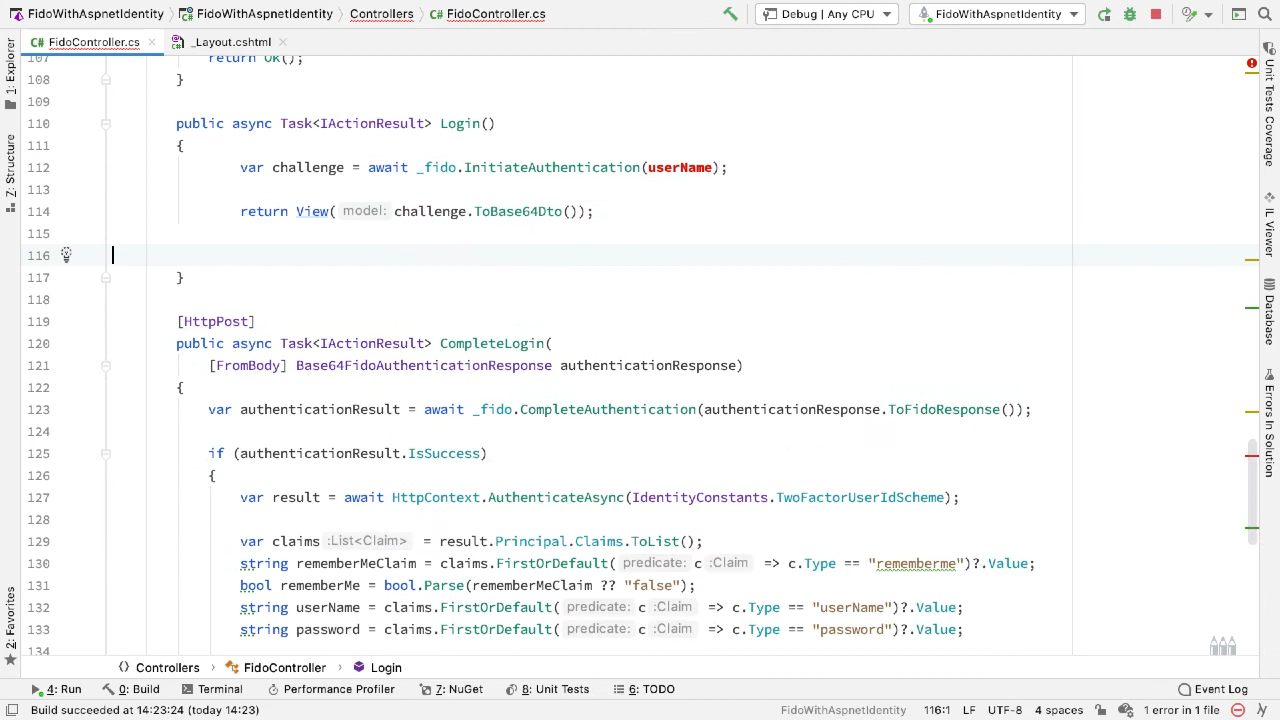 FidoWithAspnetIdentity FidoWithAspnetIdentity Controllers FidoController.cs Debug | Any CPU FidoWithAspnetIdentity
FidoController.cs _Layout.cshtml
107 return Ok();
108 }
109
110 public async Task<IActionResult> Login()
111 {
112 var challenge = await _fido.InitiateAuthentication(userName);
113
114 return View( model: challenge.ToBase64Dto());
115
116
117 }
118
119 [HttpPost]
120 public async Task<IActionResult> CompleteLogin(
121 [FromBody] Base64FidoAuthenticationResponse authenticationResponse)
122 {
123 var authenticationResult = await _fido.CompleteAuthentication(authenticationResponse.ToFidoResponse());
124
125 if (authenticationResult.IsSuccess)
126 {
127 var result = await HttpContext.AuthenticateAsync(IdentityConstants.TwoFactorUserIdScheme);
128
129 var claims :List<Claim> = result.Principal.Claims.ToList();
130 string rememberMeClaim = claims.FirstOrDefault( predicate: c :Claim => c.Type == "rememberme")?.Value;
131 bool rememberMe = bool.Parse(rememberMeClaim ?? "false");
132 string userName = claims.FirstOrDefault( predicate: c :Claim => c.Type == "userName")?.Value;
133 string password = claims.FirstOrDefault( predicate: c :Claim => c.Type == "password")?.Value;
134
1: Explorer
Z: Structure
2: Favorites
Unit Tests Coverage
IL Viewer
Database
Errors In Solution
Controllers FidoController Login
4: Run 0: Build Terminal Performance Profiler 7: NuGet 8: Unit Tests 6: TODO Event Log
Build succeeded at 14:23:24 (today 14:23) FidoWithAspnetIdentity 116:1 LF UTF-8 4 spaces 1 error in 1 file